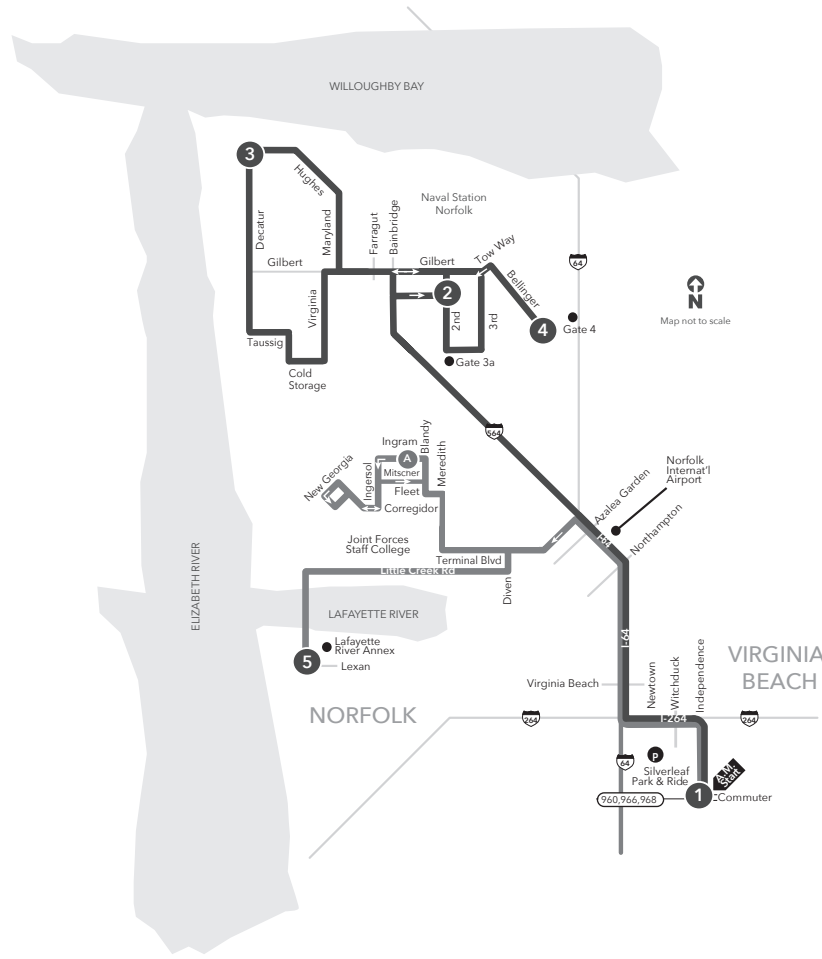 WILLOUGHBY BAY
3
Hughes
Naval Station
Norfolk
Decatur
Maryland
Farragut
Bainbridge
Tow Way
Gilbert
Gilbert
64
Bellinger
N
Map not to scale
Virginia
2
2nd
3rd
4
Gate 4
Taussig
Gate 3a
Cold
Storage
564
Ingram
A
Blandy
Meredith
Mitscner
Fleet
Ingersol
New Georgia
Corregidor
Norfolk
Internat'l
Airport
Azalea Garden
Northampton
I-64
Joint Forces
Staff College
Terminal Blvd
Little Creek Rd
Diven
ELIZABETH RIVER
LAFAYETTE RIVER
Lafayette
River Annex
5
Lexan
I-64
Newtown
Witchduck
Independence
VIRGINIA
BEACH
Virginia Beach
NORFOLK
264
I-264
264
64
P
Silverleaf
Park & Ride
A.M.
Start
960,966,968
1
Commuter